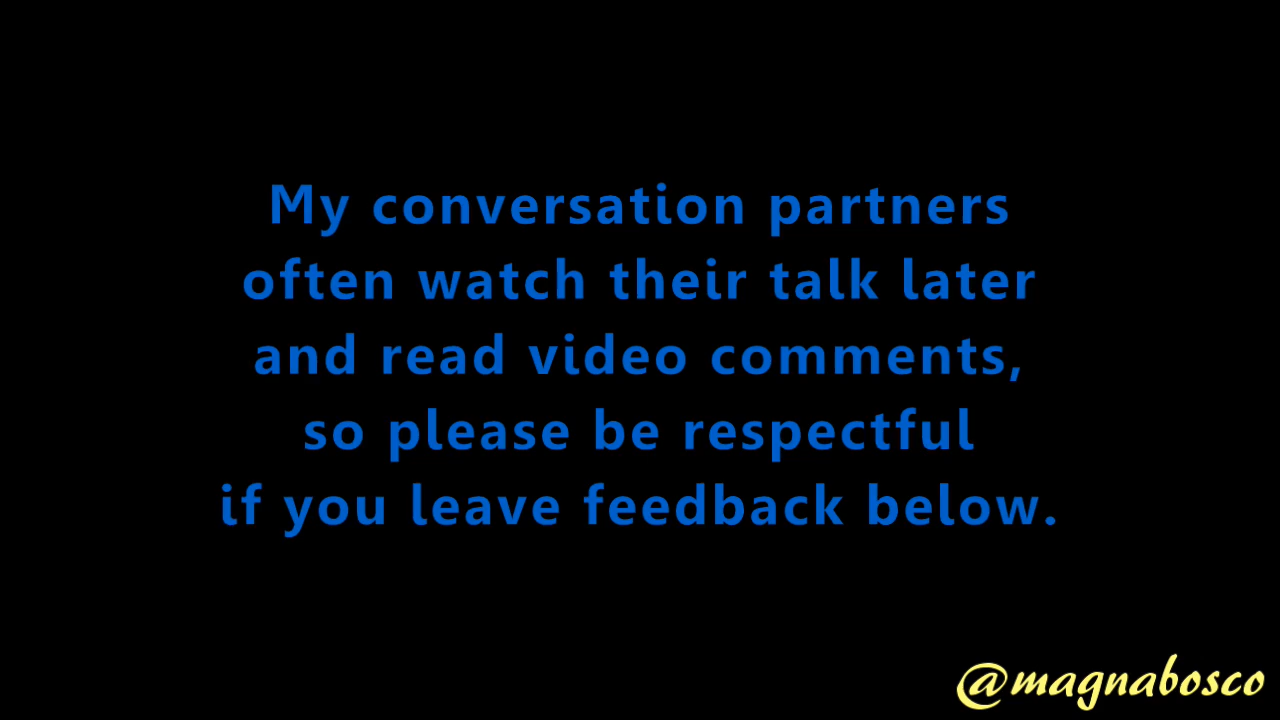 My conversation partners
often watch their talk later
and read video comments,
so please be respectful
if you leave feedback below.
@magnabosco